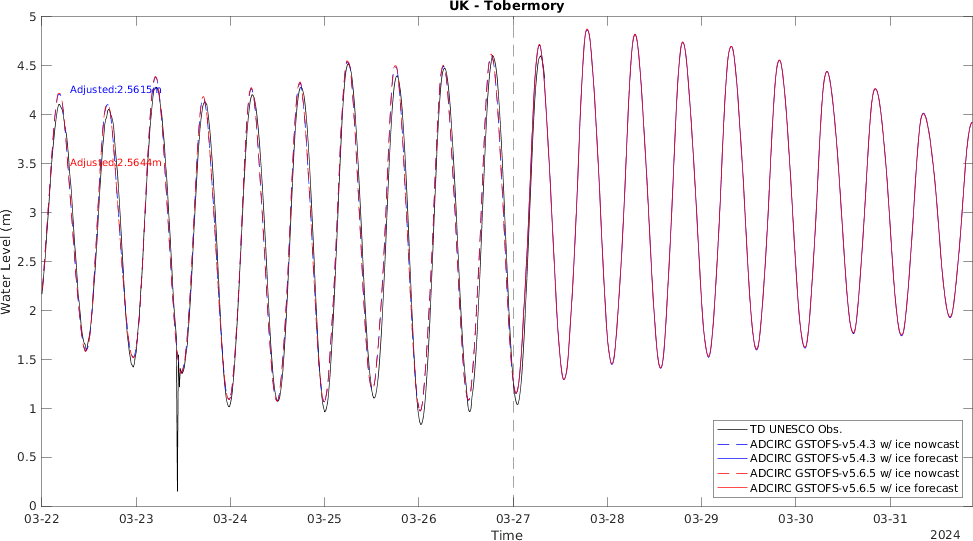 UK - Tobermory
5
4.5
4
3.5
3
2.5
2
1.5
1
0.5
0
Water Level (m)
Adjusted:2.5615m
Adjusted:2.5644m
TD UNESCO Obs.
ADCIRC GSTOFS-v5.4.3 w/ ice nowcast
ADCIRC GSTOFS-v5.4.3 w/ ice forecast
ADCIRC GSTOFS-v5.6.5 w/ ice nowcast
ADCIRC GSTOFS-v5.6.5 w/ ice forecast
03-22 03-23 03-24 03-25 03-26 03-27 03-28 03-29 03-30 03-31
Time
2024